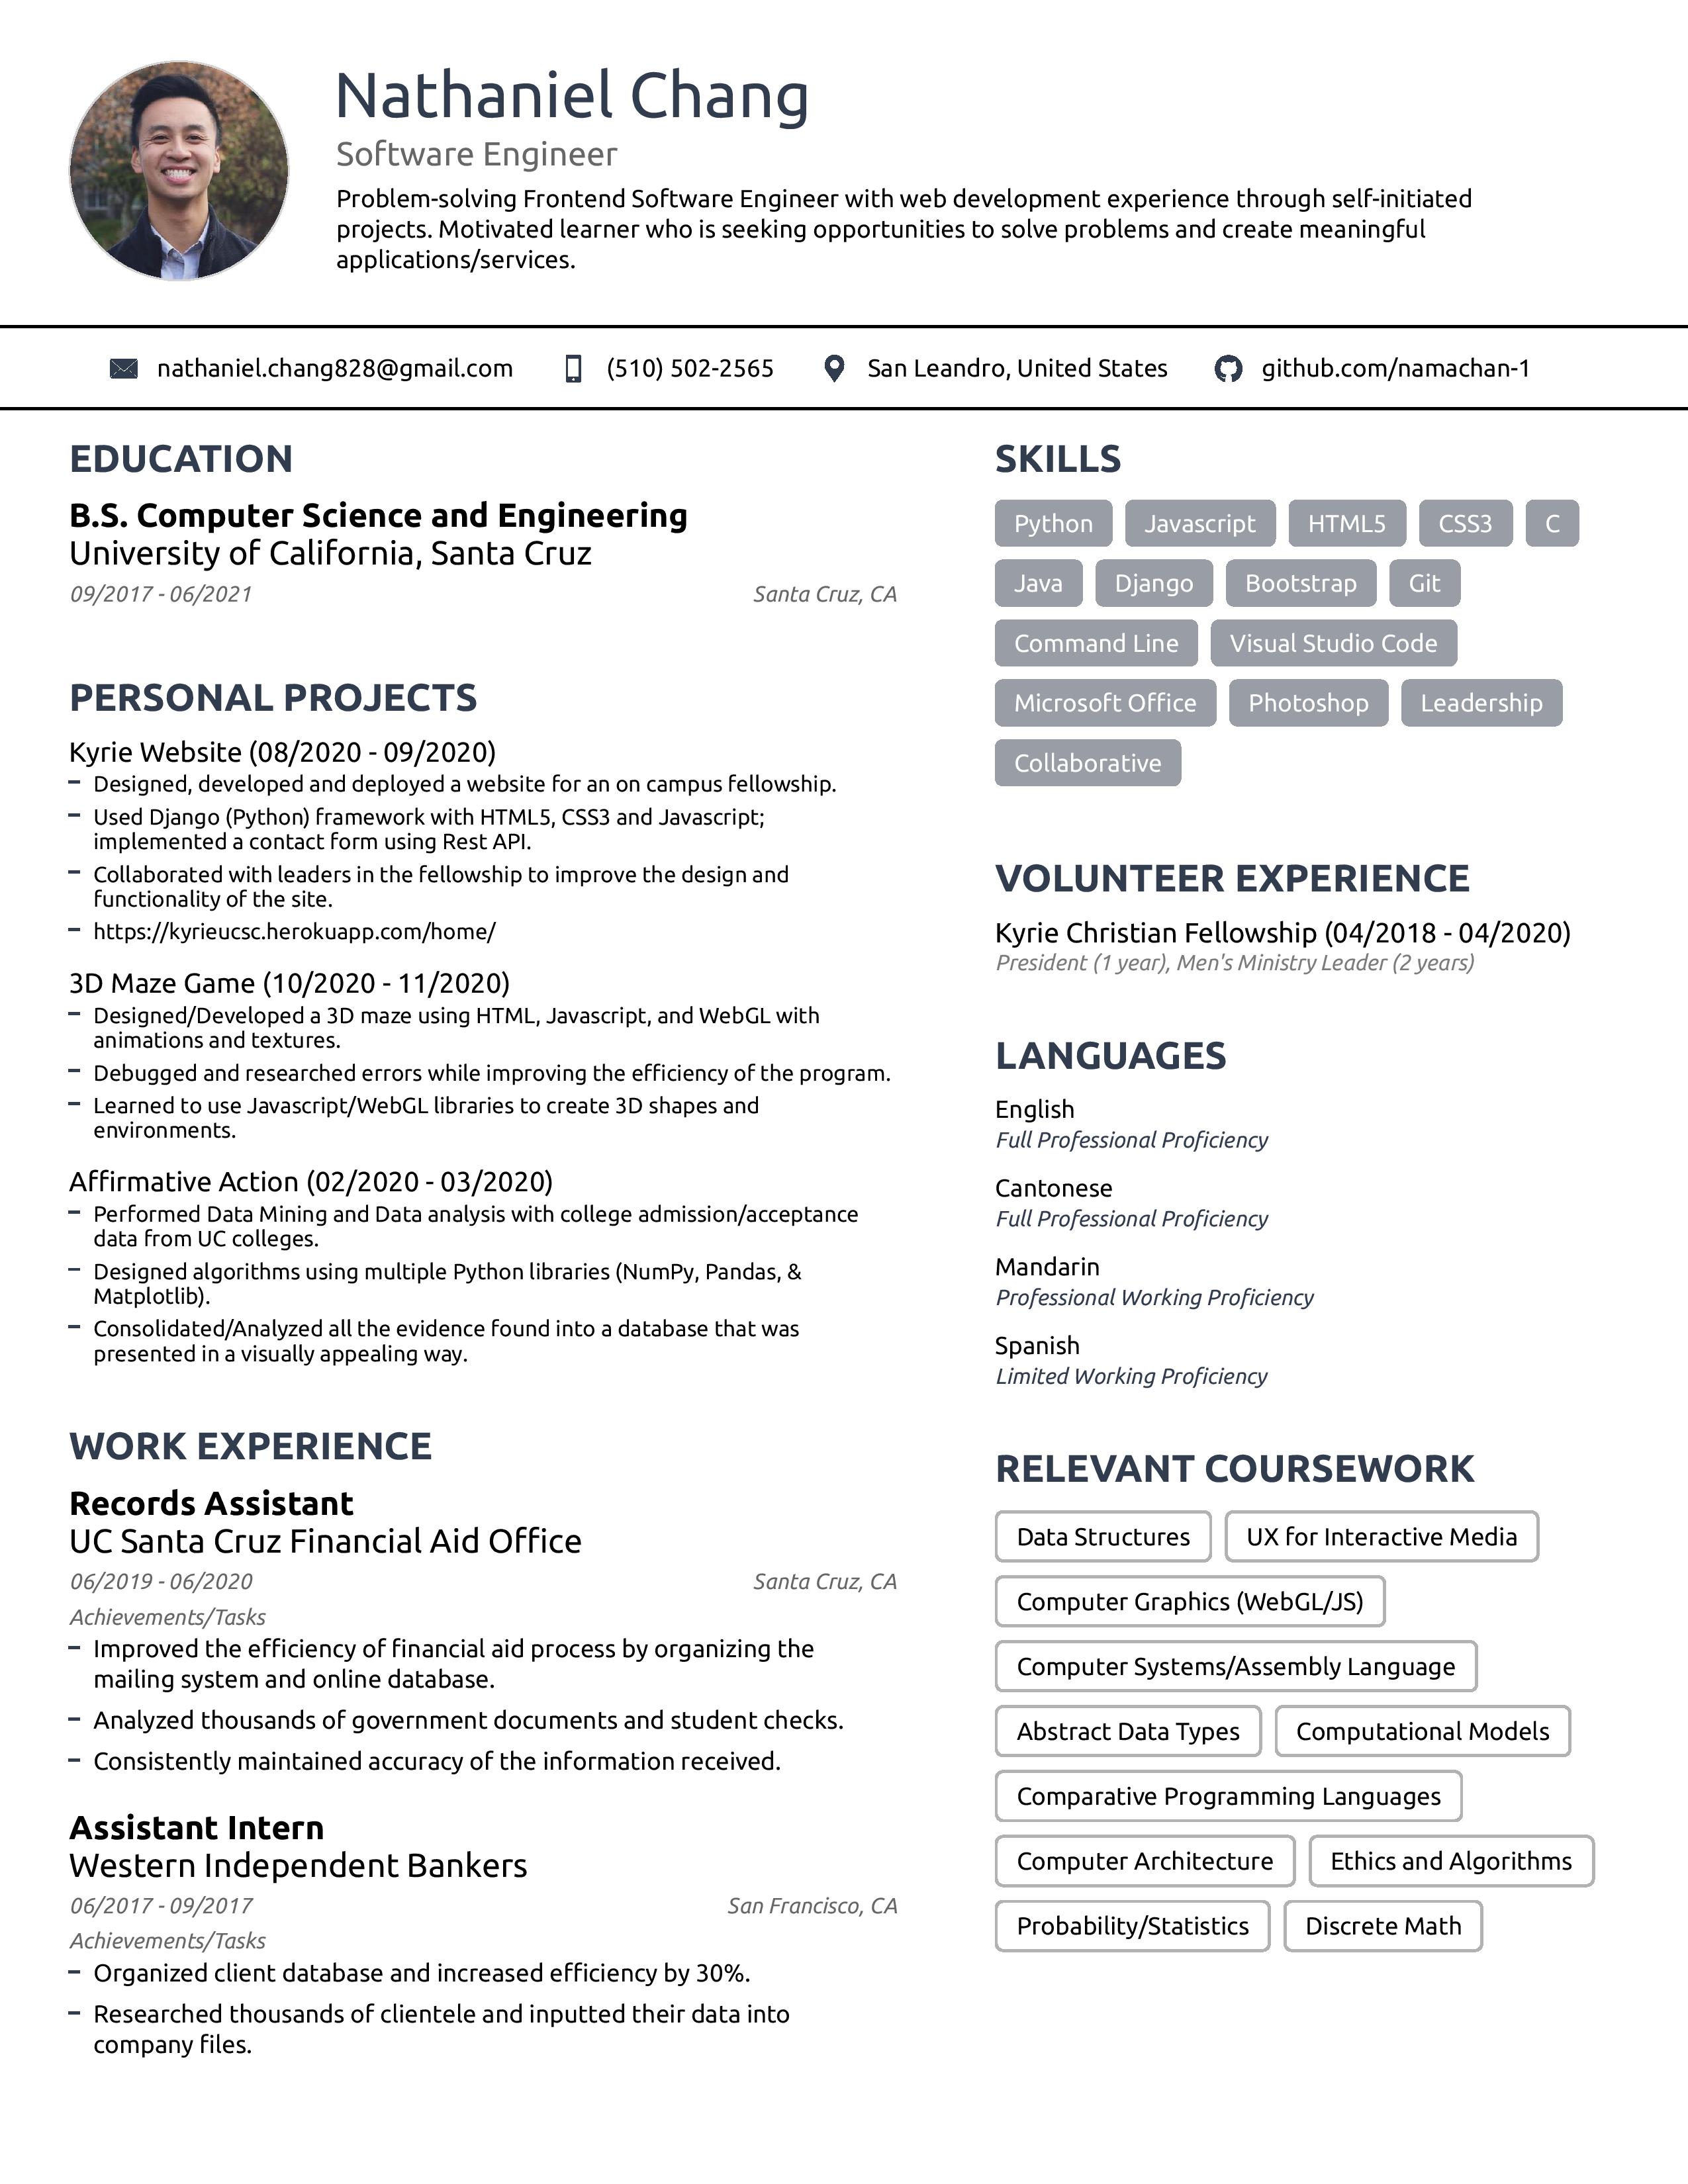 Nathaniel Chang
Software Engineer
Problem-solving Frontend Software Engineer with web development experience through self-initiated
projects. Motivated learner who is seeking opportunities to solve problems and create meaningful
applications/services.
nathaniel.chang828@gmail.com
(510) 502-2565
San Leandro, United States
github.com/namachan-1
EDUCATION
B.S. Computer Science and Engineering
University of California, Santa Cruz
09/2017 - 06/2021 Santa Cruz, CA
PERSONAL PROJECTS
Kyrie Website (08/2020 - 09/2020)
– Designed, developed and deployed a website for an on campus fellowship.
– Used Django (Python) framework with HTML5, CSS3 and Javascript;
implemented a contact form using Rest API.
– Collaborated with leaders in the fellowship to improve the design and
functionality of the site.
– https://kyrieucsc.herokuapp.com/home/
3D Maze Game (10/2020 - 11/2020)
– Designed/Developed a 3D maze using HTML, Javascript, and WebGL with
animations and textures.
– Debugged and researched errors while improving the efficiency of the program.
– Learned to use Javascript/WebGL libraries to create 3D shapes and
environments.
Affirmative Action (02/2020 - 03/2020)
– Performed Data Mining and Data analysis with college admission/acceptance
data from UC colleges.
– Designed algorithms using multiple Python libraries (NumPy, Pandas, &
Matplotlib).
– Consolidated/Analyzed all the evidence found into a database that was
presented in a visually appealing way.
WORK EXPERIENCE
Records Assistant
UC Santa Cruz Financial Aid Office
06/2019 - 06/2020 Santa Cruz, CA
Achievements/Tasks
– Improved the efficiency of financial aid process by organizing the
mailing system and online database.
– Analyzed thousands of government documents and student checks.
– Consistently maintained accuracy of the information received.
Assistant Intern
Western Independent Bankers
06/2017 - 09/2017 San Francisco, CA
Achievements/Tasks
– Organized client database and increased efficiency by 30%.
– Researched thousands of clientele and inputted their data into
company files.
SKILLS
Python Javascript HTML5 CSS3 C
Java Django Bootstrap Git
Command Line Visual Studio Code
Microsoft Office Photoshop Leadership
Collaborative
VOLUNTEER EXPERIENCE
Kyrie Christian Fellowship (04/2018 - 04/2020)
President (1 year), Men's Ministry Leader (2 years)
LANGUAGES
English
Full Professional Proficiency
Cantonese
Full Professional Proficiency
Mandarin
Professional Working Proficiency
Spanish
Limited Working Proficiency
RELEVANT COURSEWORK
Data Structures UX for Interactive Media
Computer Graphics (WebGL/JS)
Computer Systems/Assembly Language
Abstract Data Types Computational Models
Comparative Programming Languages
Computer Architecture Ethics and Algorithms
Probability/Statistics Discrete Math